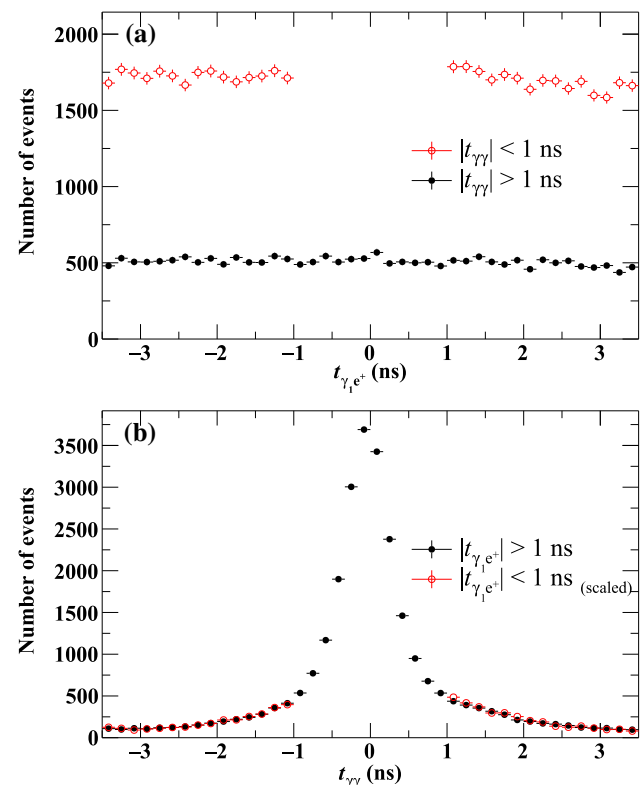 (a)
2000
1500
1000
500
0
Number of events
|tγγ| < 1 ns
|tγγ| > 1 ns
−3 −2 −1 0 1 2 3
tγ1e+ (ns)
(b)
3500
3000
2500
2000
1500
1000
500
0
Number of events
|tγ1e+| > 1 ns
|tγ1e+| < 1 ns (scaled)
−3 −2 −1 0 1 2 3
tγγ (ns)